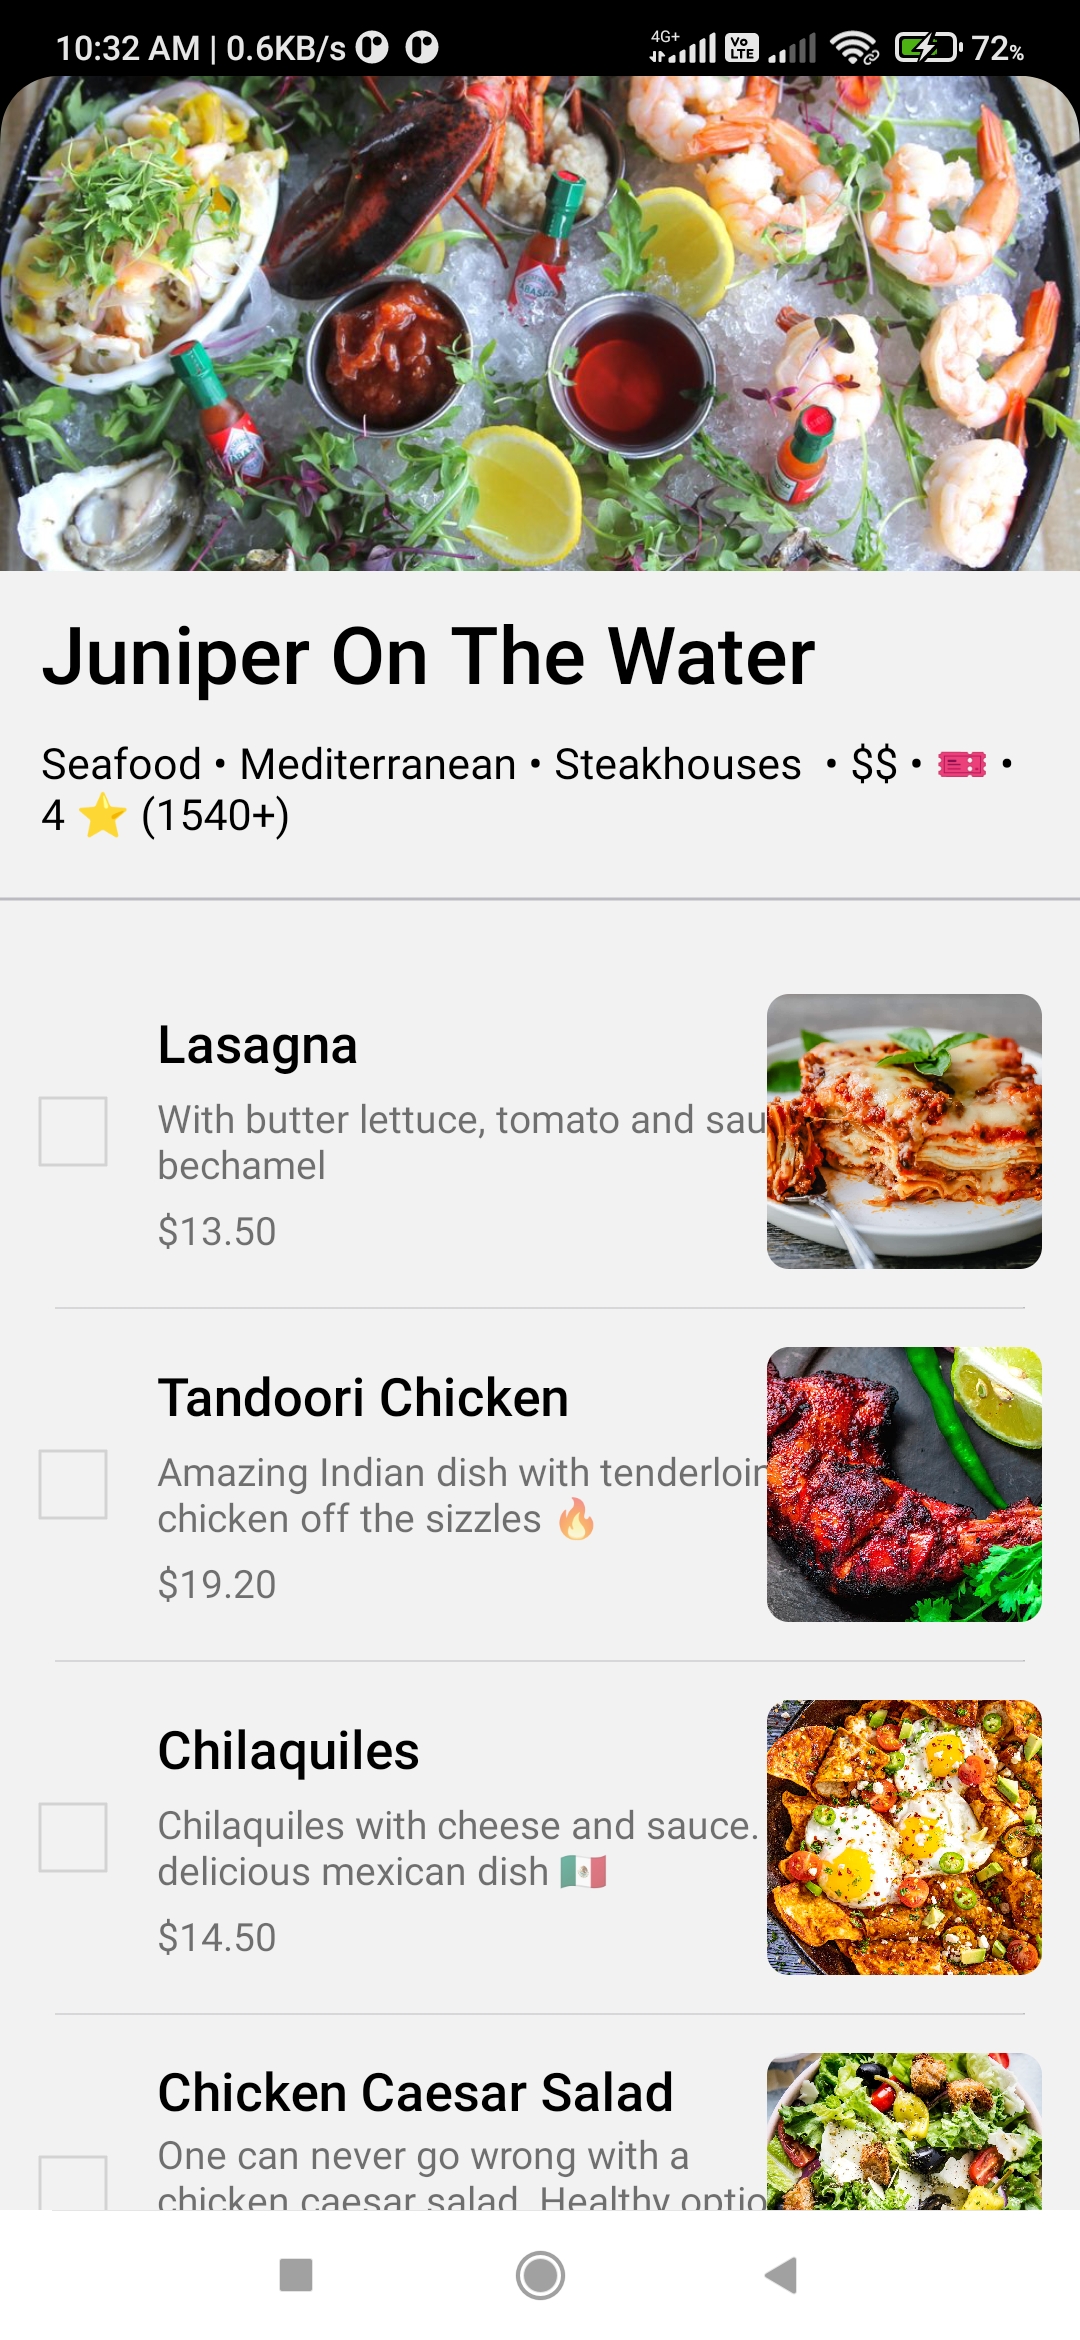 10:32 AM | 0.6KB/s 4G+ Vo LTE 72%
TABASCO
Juniper On The Water
Seafood • Mediterranean • Steakhouses • $$ • 🎟 •
4 ⭐ (1540+)
Lasagna
With butter lettuce, tomato and sau
bechamel
$13.50
Tandoori Chicken
Amazing Indian dish with tenderloin
chicken off the sizzles 🔥
$19.20
Chilaquiles
Chilaquiles with cheese and sauce.
delicious mexican dish 🇲🇽
$14.50
Chicken Caesar Salad
One can never go wrong with a
chicken caesar salad. Healthy optio